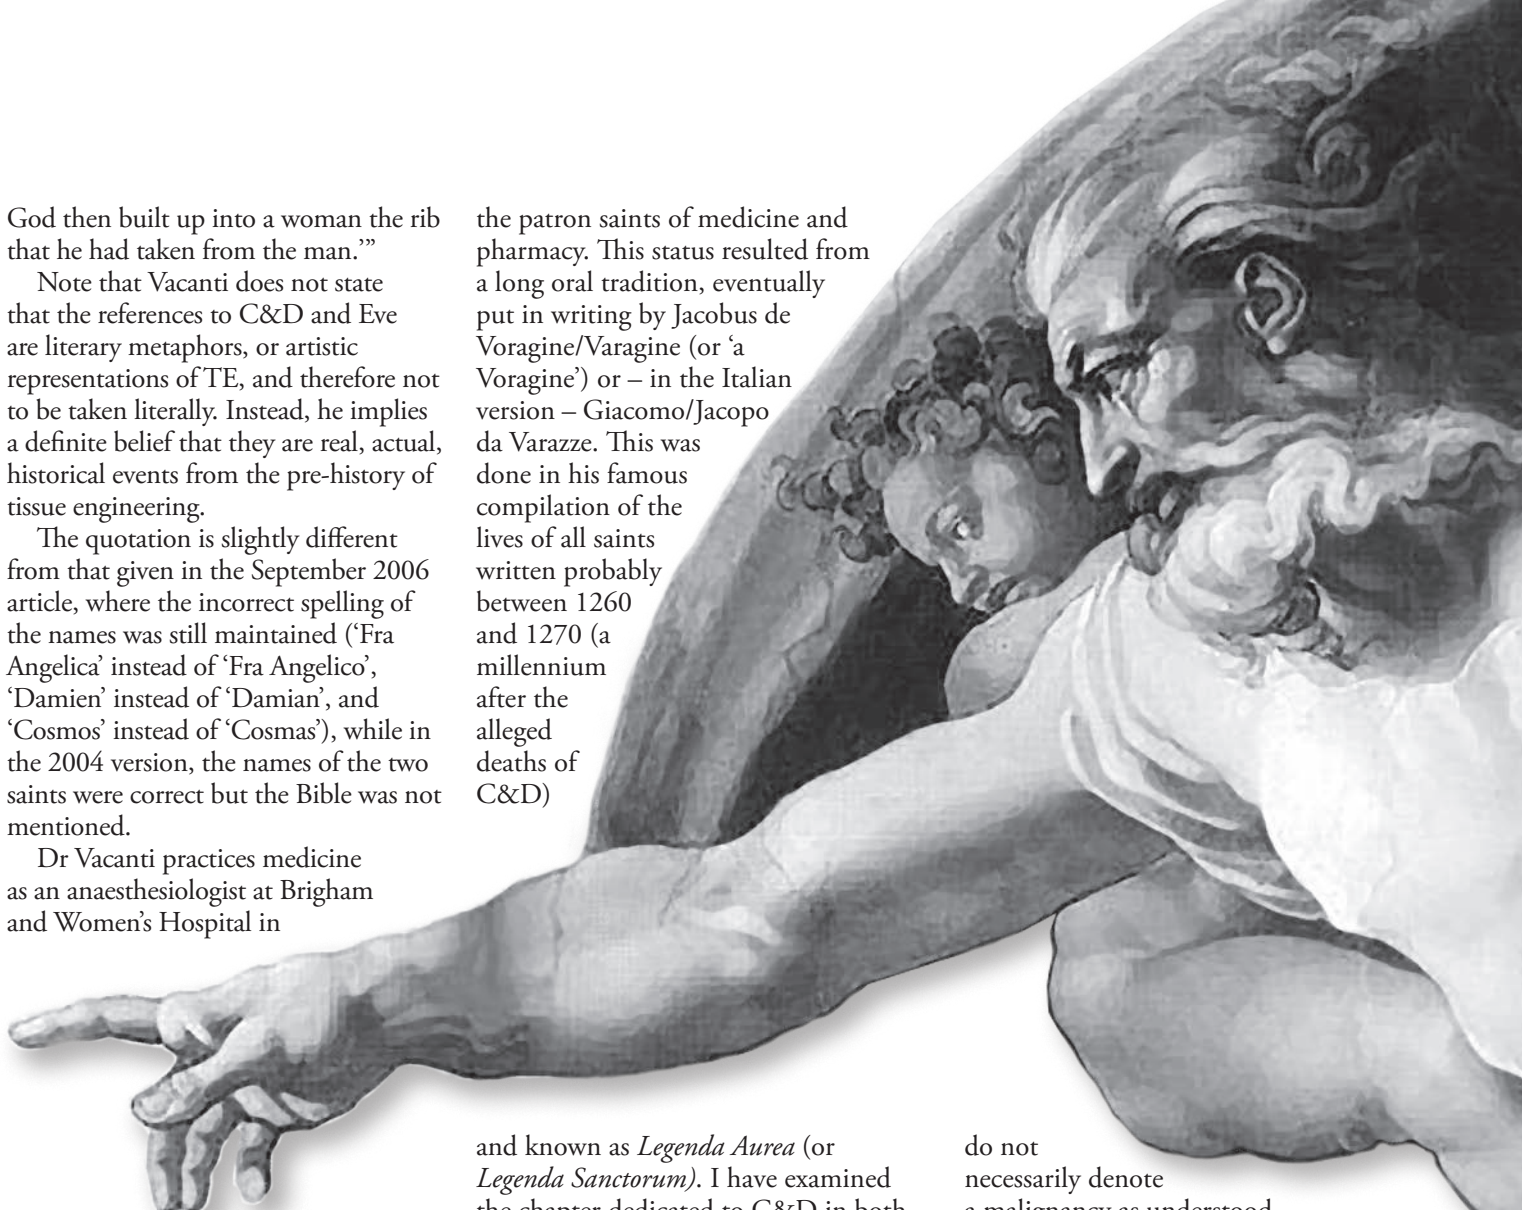 God then built up into a woman the rib
that he had taken from the man.’”
Note that Vacanti does not state
that the references to C&D and Eve
are literary metaphors, or artistic
representations of TE, and therefore not
to be taken literally. Instead, he implies
a definite belief that they are real, actual,
historical events from the pre-history of
tissue engineering.
The quotation is slightly different
from that given in the September 2006
article, where the incorrect spelling of
the names was still maintained (‘Fra
Angelica’ instead of ‘Fra Angelico’,
‘Damien’ instead of ‘Damian’, and
‘Cosmos’ instead of ‘Cosmas’), while in
the 2004 version, the names of the two
saints were correct but the Bible was not
mentioned.
Dr Vacanti practices medicine
as an anaesthesiologist at Brigham
and Women’s Hospital in
the patron saints of medicine and
pharmacy. This status resulted from
a long oral tradition, eventually
put in writing by Jacobus de
Voragine/Varagine (or ‘a
Voragine’) or – in the Italian
version – Giacomo/Jacopo
da Varazze. This was
done in his famous
compilation of the
lives of all saints
written probably
between 1260
and 1270 (a
millennium
after the
alleged
deaths of
C&D)
and known as Legenda Aurea (or
Legenda Sanctorum). I have examined
the chapter dedicated to C&D in both
do not
necessarily denote
a malignancy as understood